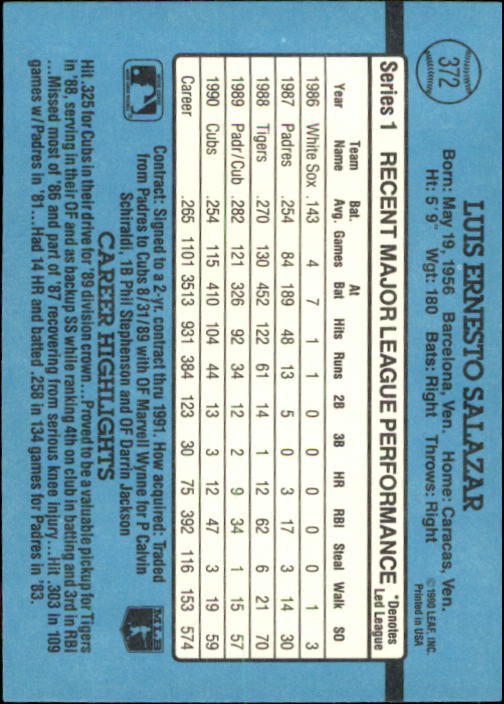 372
LUIS ERNESTO SALAZAR
Born: May 19, 1956 Barcelona, Ven. Home: Caracas, Ven.
Ht: 5' 9" Wgt: 180 Bats: Right Throws: Right
©1990 LEAF, INC.
Printed in USA
Series 1 RECENT MAJOR LEAGUE PERFORMANCE *Denotes Led League
Year Team Name Bat. Avg. Games At Bat Hits Runs 2B 3B HR RBI Steal Walk SO
1986 White Sox .143 4 7 1 1 0 0 0 0 0 1 3
1987 Padres .254 84 189 48 13 5 0 3 17 3 14 30
1988 Tigers .270 130 452 122 61 14 1 12 62 6 21 70
1989 Padr/Cub .282 121 326 92 34 12 2 9 34 1 15 57
1990 Cubs .254 115 410 104 44 13 3 12 47 3 19 59
Career .265 1101 3513 931 384 123 30 75 392 116 153 574
Contract: Signed to a 2-yr. contract thru 1991. How acquired: Traded
from Padres to Cubs 8/31/89 with OF Marvell Wynne for P Calvin
Schiraldi, 1B Phil Stephenson and OF Darrin Jackson
MLB
CAREER HIGHLIGHTS
Hit .325 for Cubs in their drive for '89 division crown....Proved to be a valuable pickup for Tigers
in '88, serving in their OF and as backup SS while ranking 4th on club in batting and 3rd in RBI
...Missed most of '86 and part of '87 recovering from serious knee injury...Hit .303 in 109
games w/Padres in '81...Had 14 HR and batted .258 in 134 games for Padres in '83.